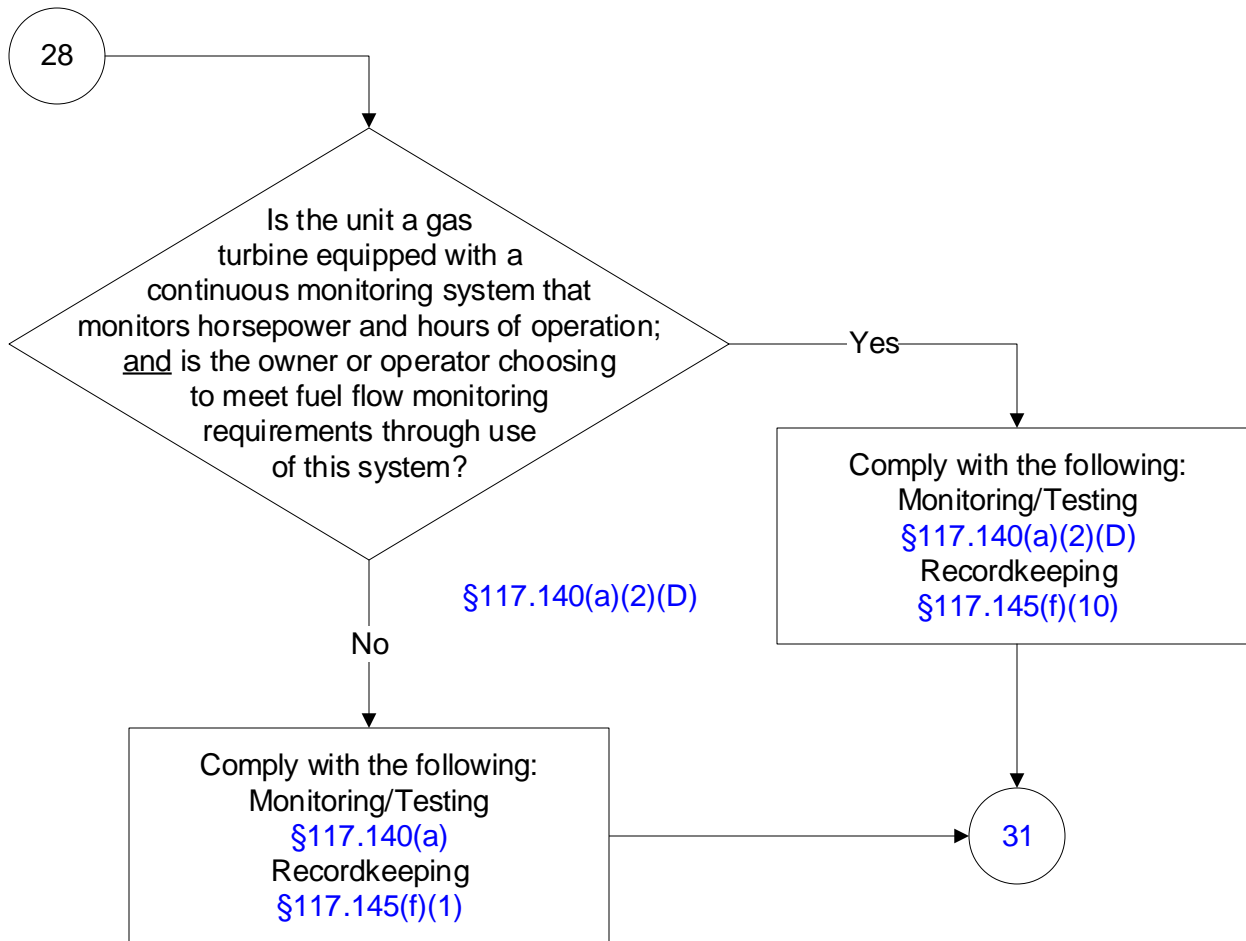 28
Is the unit a gas
turbine equipped with a
continuous monitoring system that
monitors horsepower and hours of operation;
and is the owner or operator choosing
to meet fuel flow monitoring
requirements through use
of this system?
Yes
Comply with the following:
Monitoring/Testing
§117.140(a)(2)(D)
Recordkeeping
§117.145(f)(10)
§117.140(a)(2)(D)
No
Comply with the following:
Monitoring/Testing
§117.140(a)
Recordkeeping
§117.145(f)(1)
31